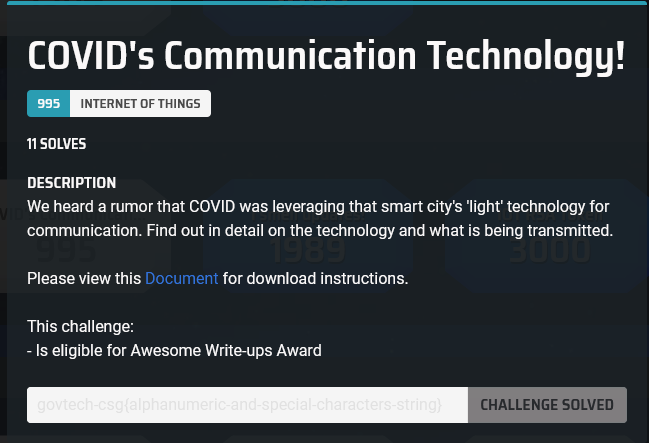 COVID's Communication Technology!
995 INTERNET OF THINGS
11 SOLVES
DESCRIPTION
We heard a rumor that COVID was leveraging that smart city's 'light' technology for
communication. Find out in detail on the technology and what is being transmitted.
995 1989 3000
Please view this Document for download instructions.
This challenge:
- Is eligible for Awesome Write-ups Award
govtech-csg{alphanumeric-and-special-characters-string} CHALLENGE SOLVED